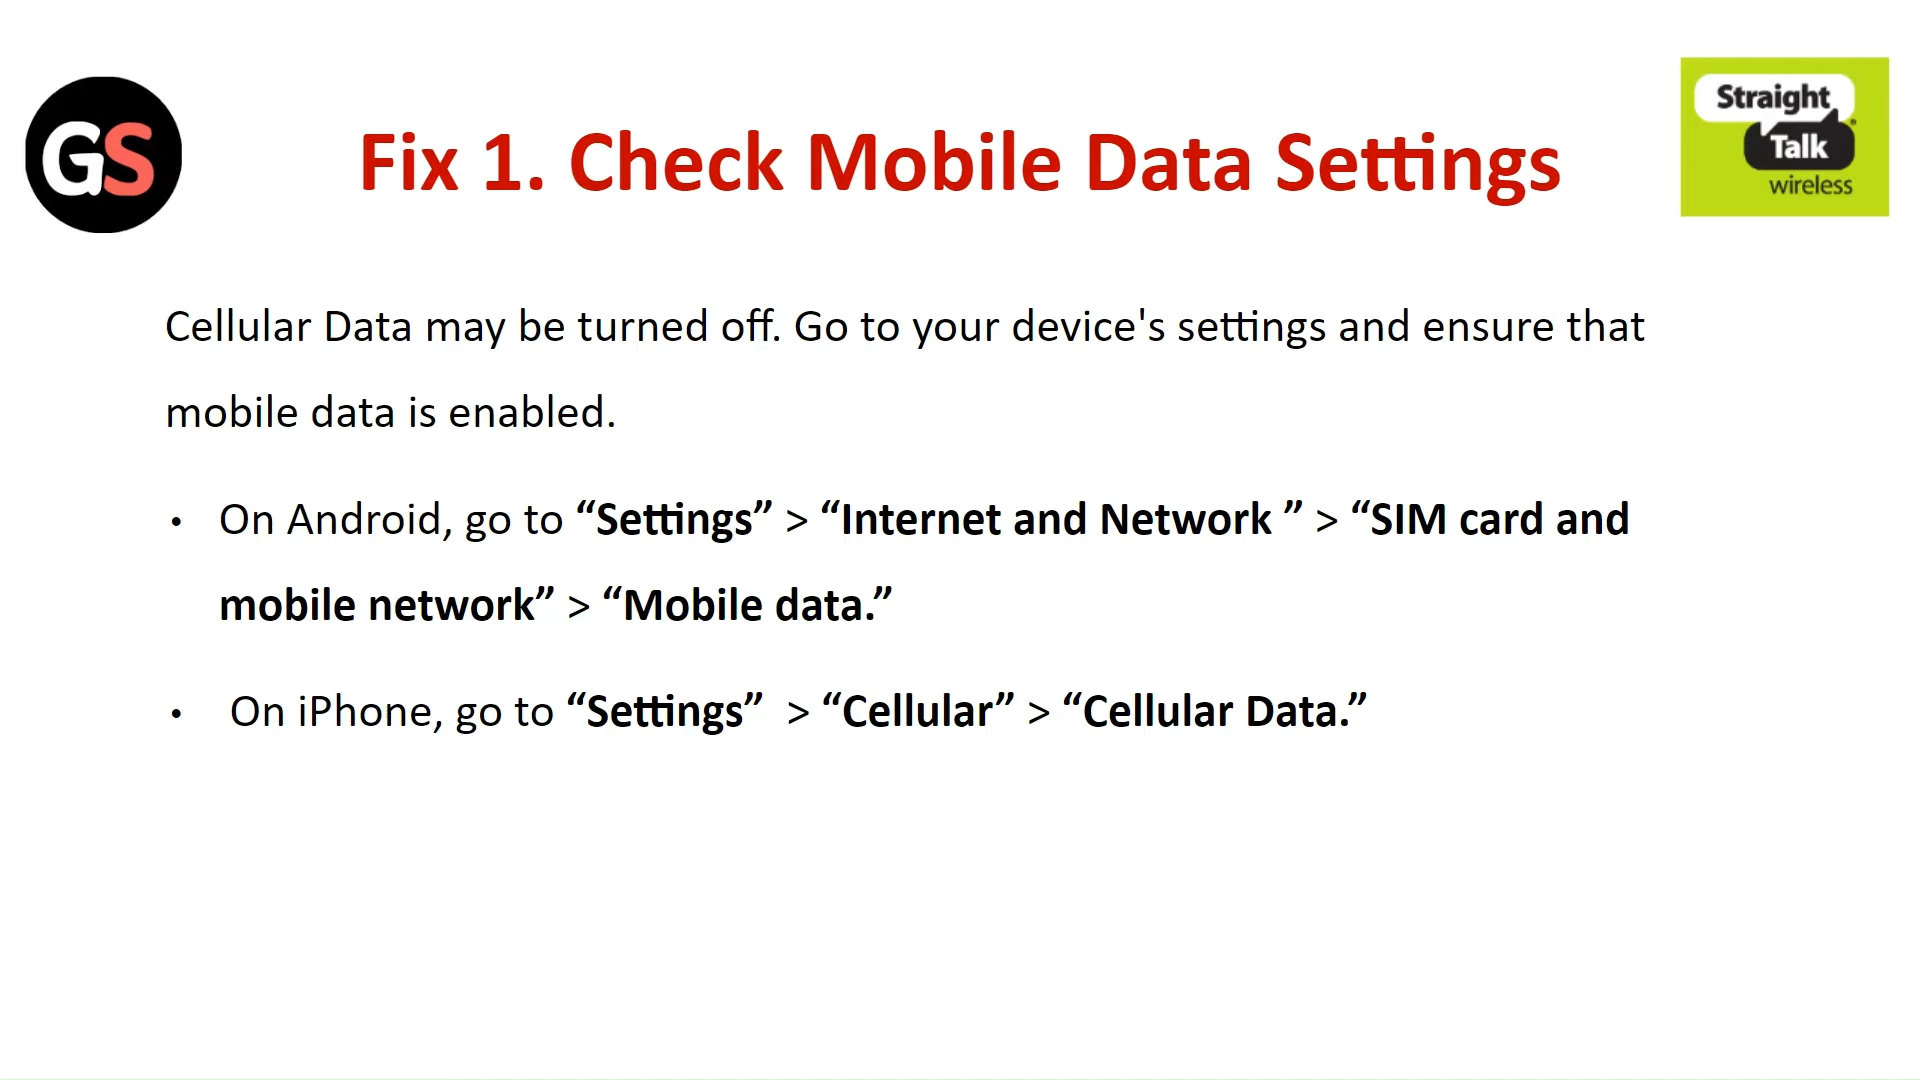 GS
Straight
Talk
wireless
Fix 1. Check Mobile Data Settings
Cellular Data may be turned off. Go to your device's settings and ensure that
mobile data is enabled.
• On Android, go to “Settings” > “Internet and Network ” > “SIM card and
mobile network” > “Mobile data.”
• On iPhone, go to “Settings”  > “Cellular” > “Cellular Data.”